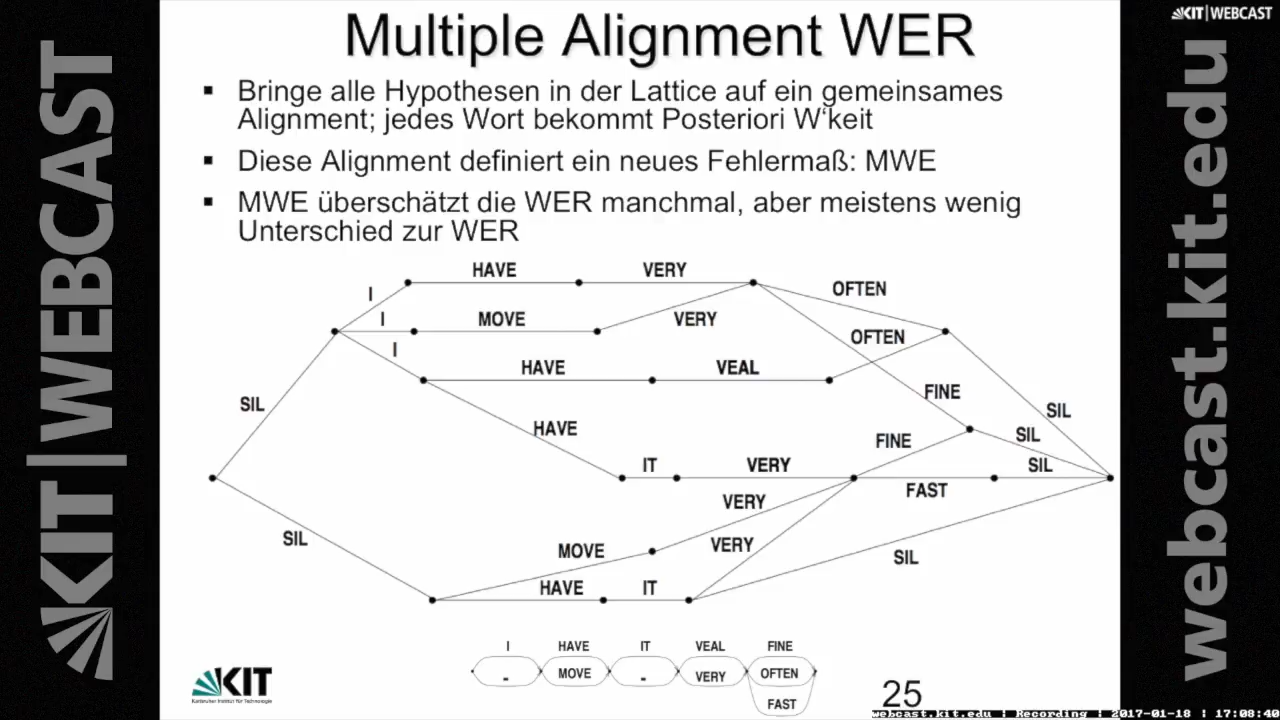 Multiple Alignment WER
KIT|WEBCAST
▪ Bringe alle Hypothesen in der Lattice auf ein gemeinsames
Alignment; jedes Wort bekommt Posteriori W‘keit
▪ Diese Alignment definiert ein neues Fehlermaß: MWE
▪ MWE überschätzt die WER manchmal, aber meistens wenig
Unterschied zur WER
HAVE VERY
I OFTEN
I MOVE VERY
OFTEN
I
HAVE VEAL
FINE
SIL SIL
HAVE FINE SIL
IT VERY SIL
VERY FAST
SIL MOVE VERY SIL
HAVE IT
I HAVE IT VEAL FINE
- MOVE - VERY OFTEN
FAST
KIT
Karlsruher Institut für Technologie
25
KIT|WEBCAST
webcast.kit.edu
webcast.kit.edu | Recording | 2017-01-18 | 17:08:40